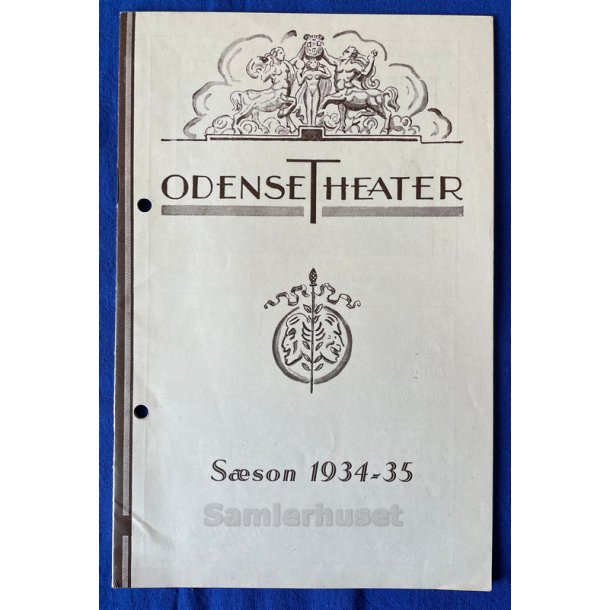 ODENSE THEATER
Sæson 1934-35
Samlerhuset